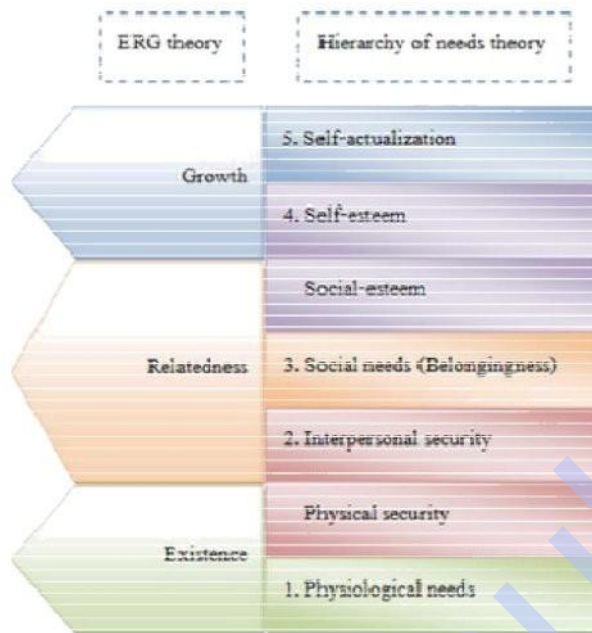 ERG theory
Hierarchy of needs theory
5. Self-actualization
Growth
4. Self-esteem
Social-esteem
Relatedness
3. Social needs (Belongingness)
2. Interpersonal security
Physical security
Existence
1. Physiological needs